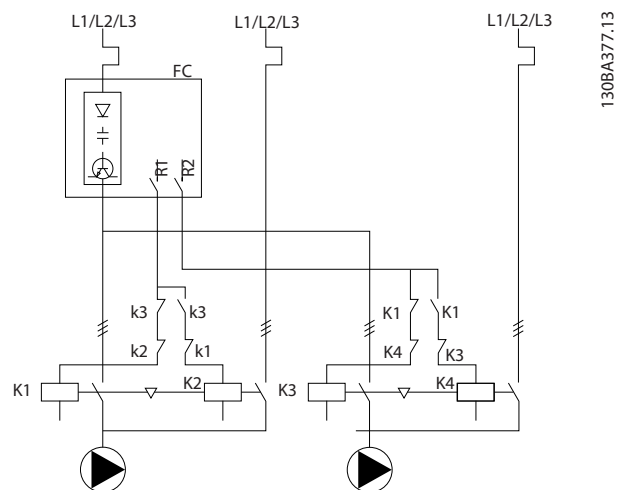 L1/L2/L3
L1/L2/L3
L1/L2/L3
FC
R1
R2
k3
k3
K1
K1
k2
k1
K4
K3
K1
K2
K3
K4
130BA377.13